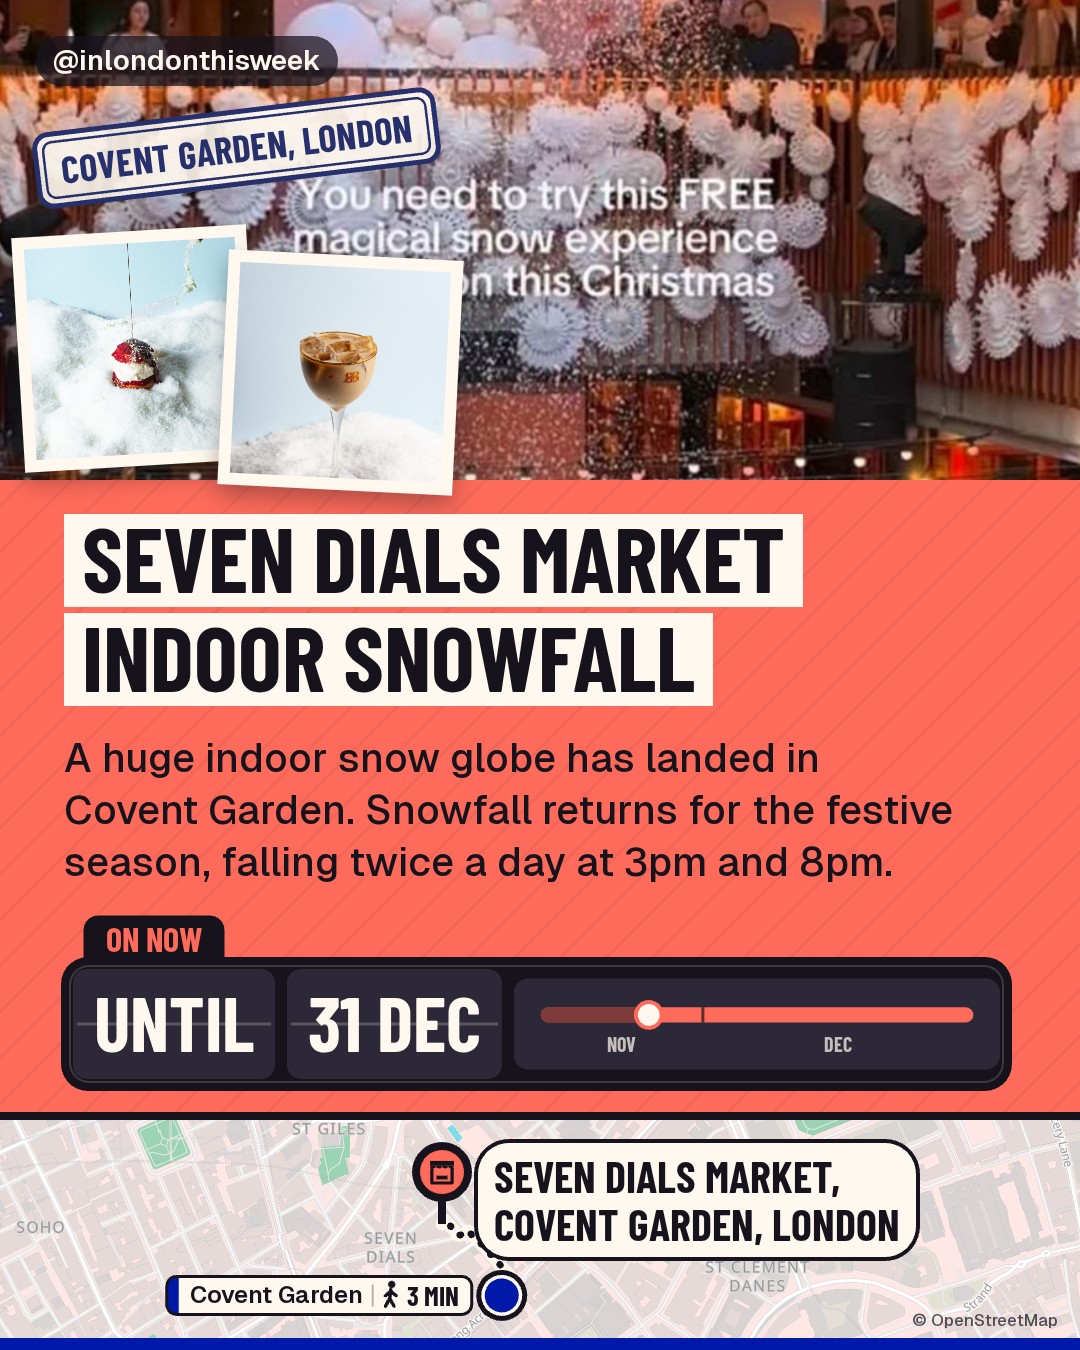 @inlondonthisweek
COVENT GARDEN, LONDON
You need to try this FREE
magical snow experience
on this Christmas
SEVEN DIALS MARKET
INDOOR SNOWFALL
A huge indoor snow globe has landed in
Covent Garden. Snowfall returns for the festive
season, falling twice a day at 3pm and 8pm.
ON NOW
UNTIL 31 DEC
NOV DEC
ST GILES
SEVEN DIALS MARKET,
COVENT GARDEN, LONDON
SOHO
SEVEN
DIALS
ST CLEMENT
DANES
Covent Garden 3 MIN
Strand
© OpenStreetMap